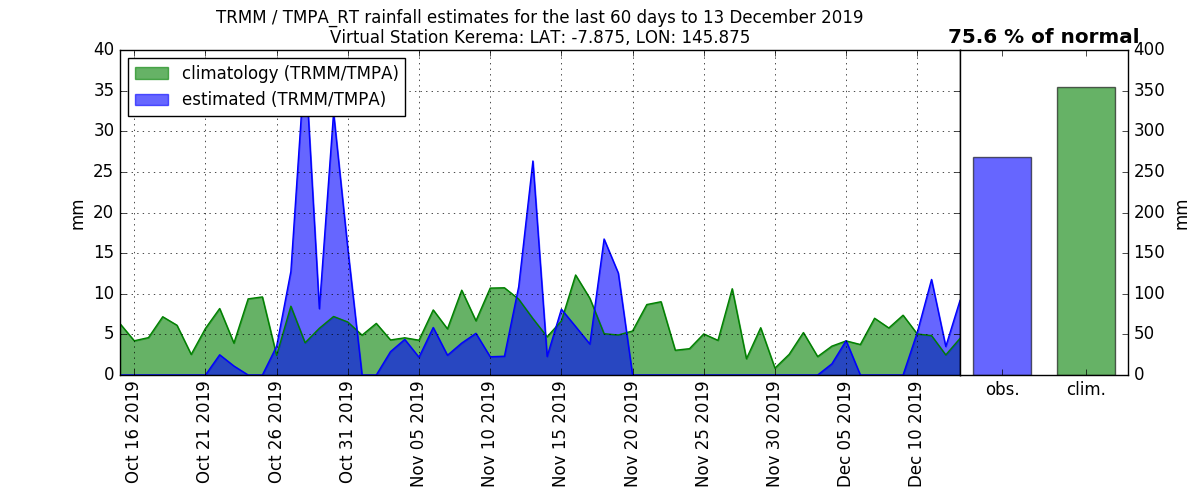 TRMM / TMPA_RT rainfall estimates for the last 60 days to 13 December 2019
Virtual Station Kerema: LAT: -7.875, LON: 145.875
75.6 % of normal
climatology (TRMM/TMPA)
estimated (TRMM/TMPA)
40
35
30
25
20
15
10
5
0
mm
400
350
300
250
200
150
100
50
0
mm
Oct 16 2019
Oct 21 2019
Oct 26 2019
Oct 31 2019
Nov 05 2019
Nov 10 2019
Nov 15 2019
Nov 20 2019
Nov 25 2019
Nov 30 2019
Dec 05 2019
Dec 10 2019
obs.
clim.